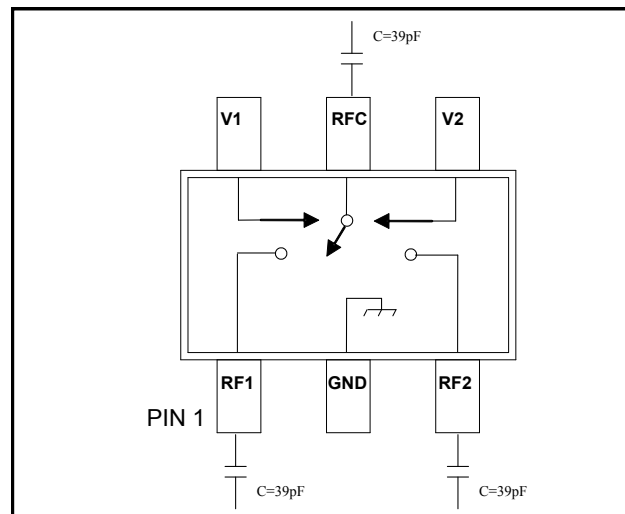 C=39pF
V1
RFC
V2
RF1
GND
RF2
PIN 1
C=39pF
C=39pF